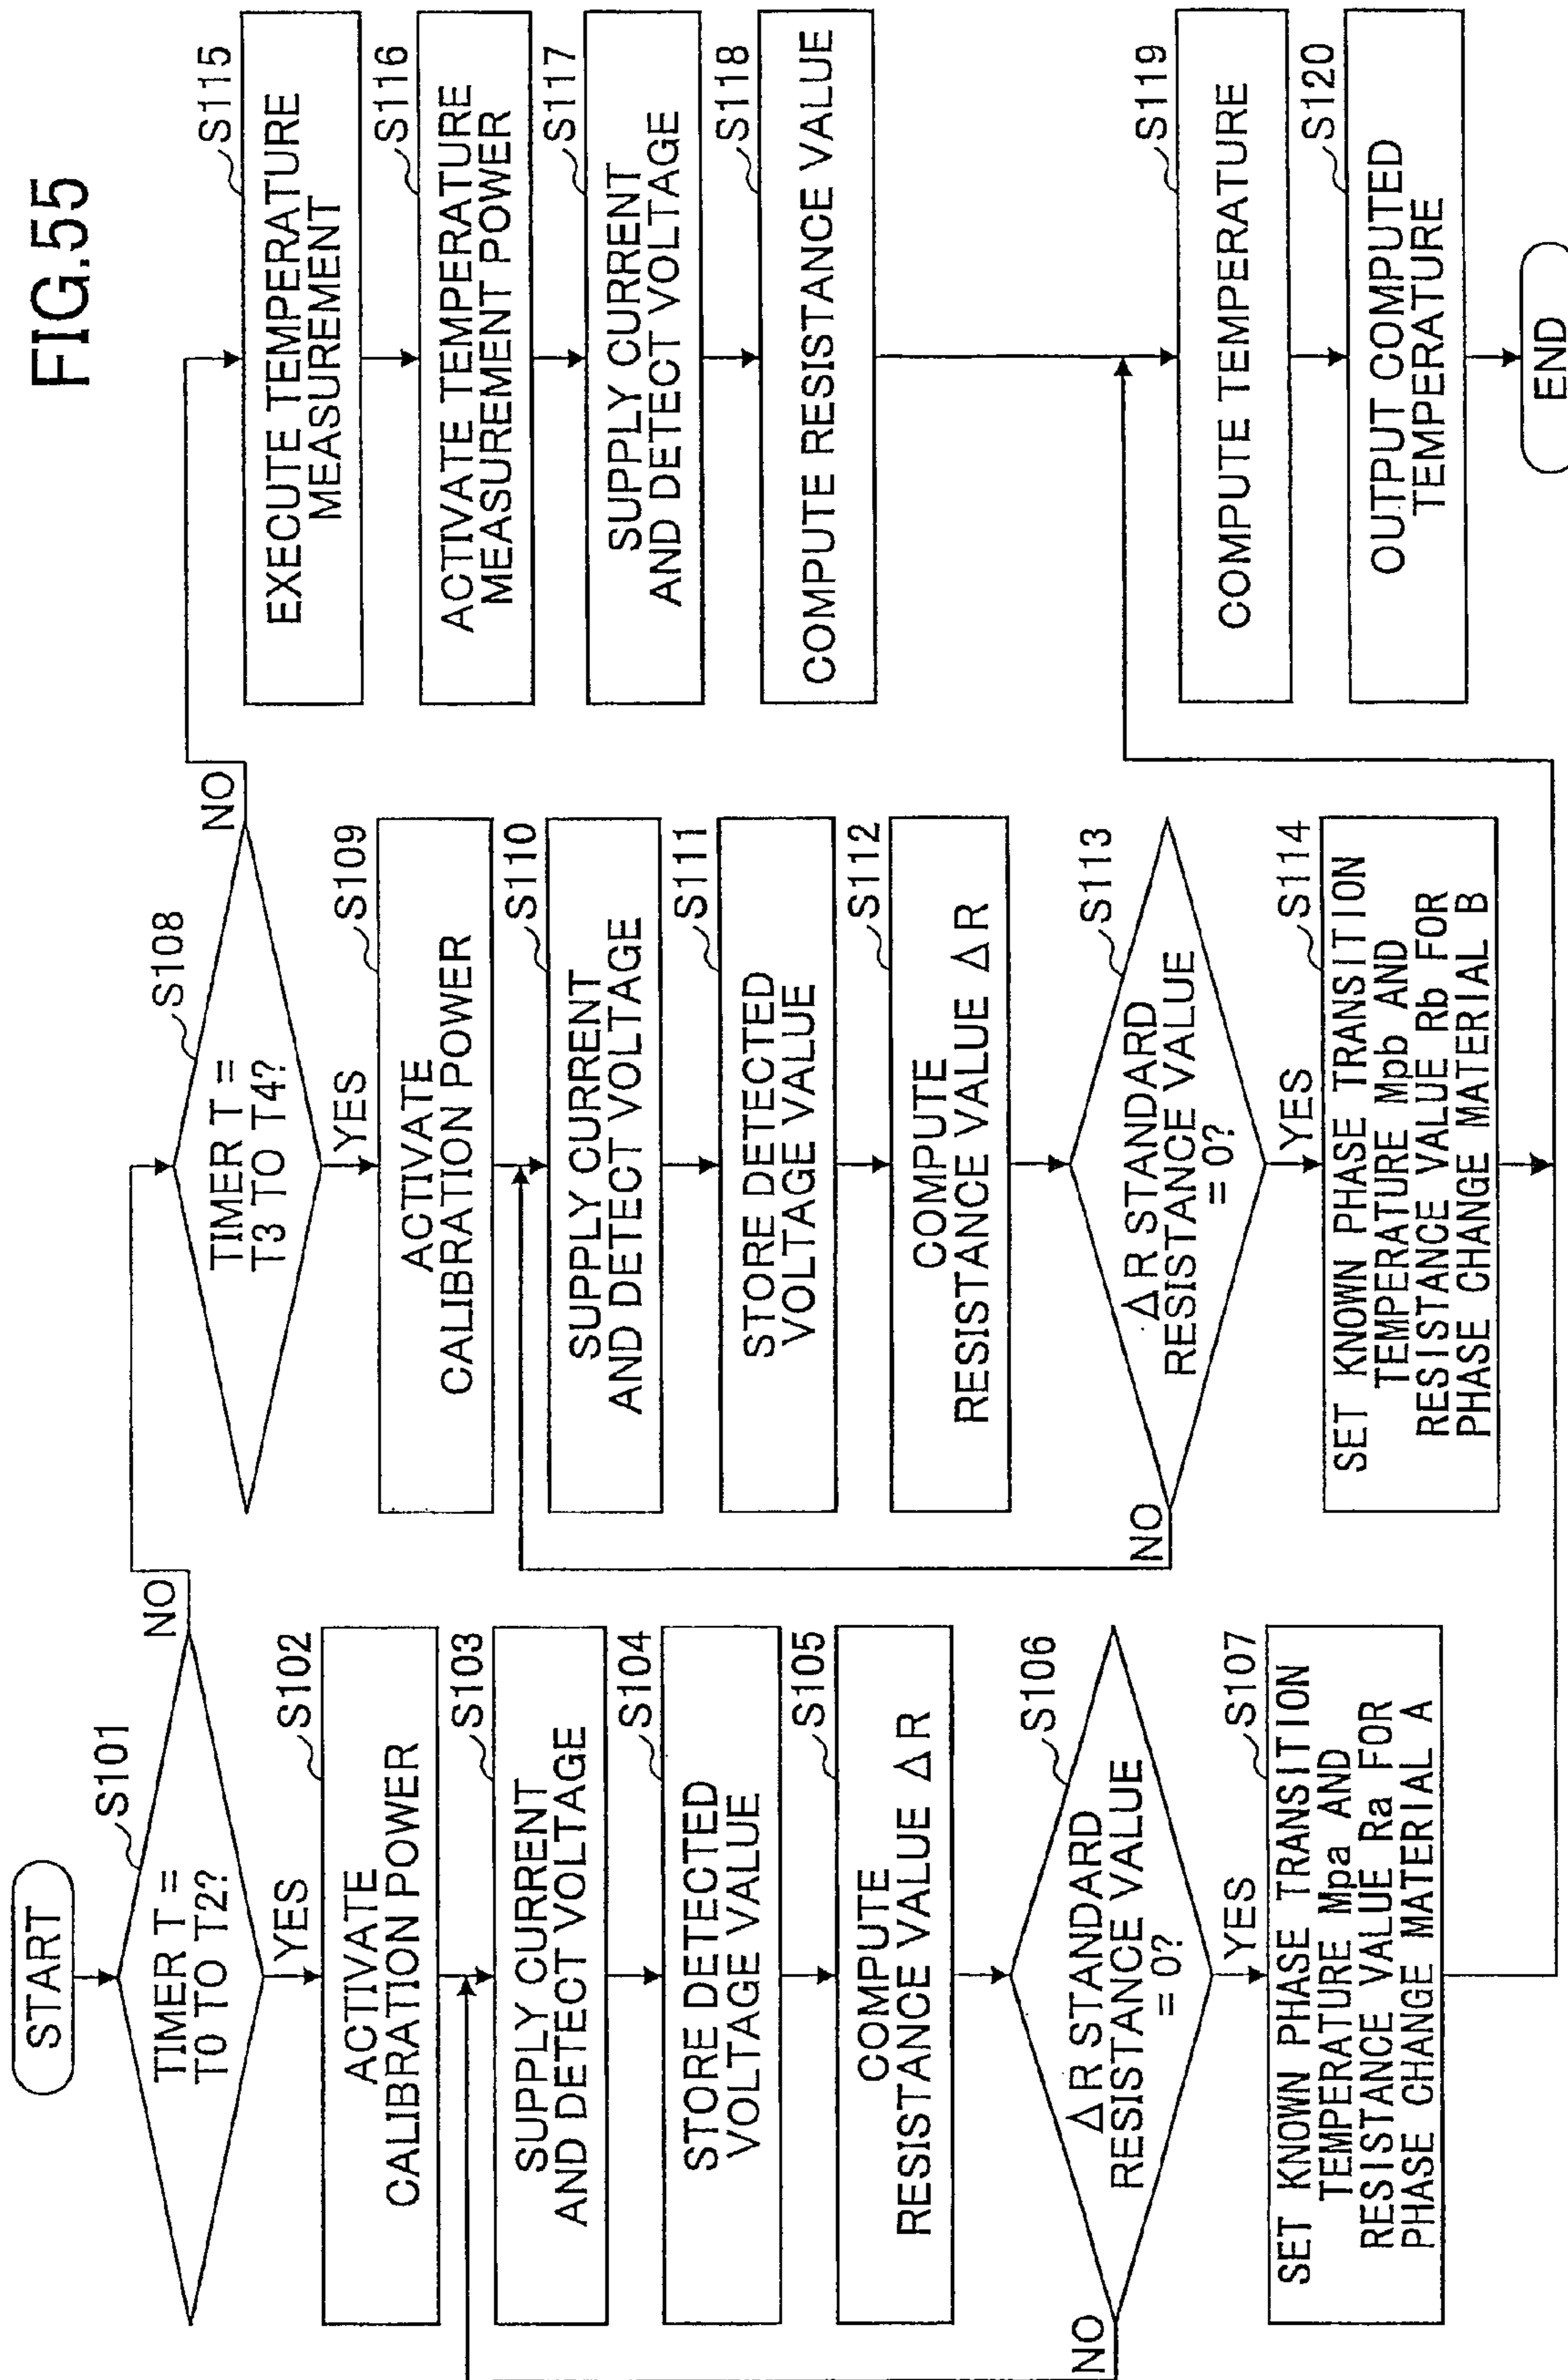 FIG.55
START
S101
TIMER T =
T0 TO T2?
NO
YES
S102
ACTIVATE
CALIBRATION POWER
S103
SUPPLY CURRENT
AND DETECT VOLTAGE
S104
STORE DETECTED
VOLTAGE VALUE
S105
COMPUTE
RESISTANCE VALUE △R
S106
△R STANDARD
RESISTANCE VALUE
= 0?
NO
YES
S107
SET KNOWN PHASE TRANSITION
TEMPERATURE Mpa AND
RESISTANCE VALUE Ra FOR
PHASE CHANGE MATERIAL A
S108
TIMER T =
T3 TO T4?
NO
YES
S109
ACTIVATE
CALIBRATION POWER
S110
SUPPLY CURRENT
AND DETECT VOLTAGE
S111
STORE DETECTED
VOLTAGE VALUE
S112
COMPUTE
RESISTANCE VALUE △R
S113
△R STANDARD
RESISTANCE VALUE
= 0?
NO
YES
S114
SET KNOWN PHASE TRANSITION
TEMPERATURE Mpb AND
RESISTANCE VALUE Rb FOR
PHASE CHANGE MATERIAL B
S115
EXECUTE TEMPERATURE
MEASUREMENT
S116
ACTIVATE TEMPERATURE
MEASUREMENT POWER
S117
SUPPLY CURRENT
AND DETECT VOLTAGE
S118
COMPUTE RESISTANCE VALUE
S119
COMPUTE TEMPERATURE
S120
OUTPUT COMPUTED
TEMPERATURE
END